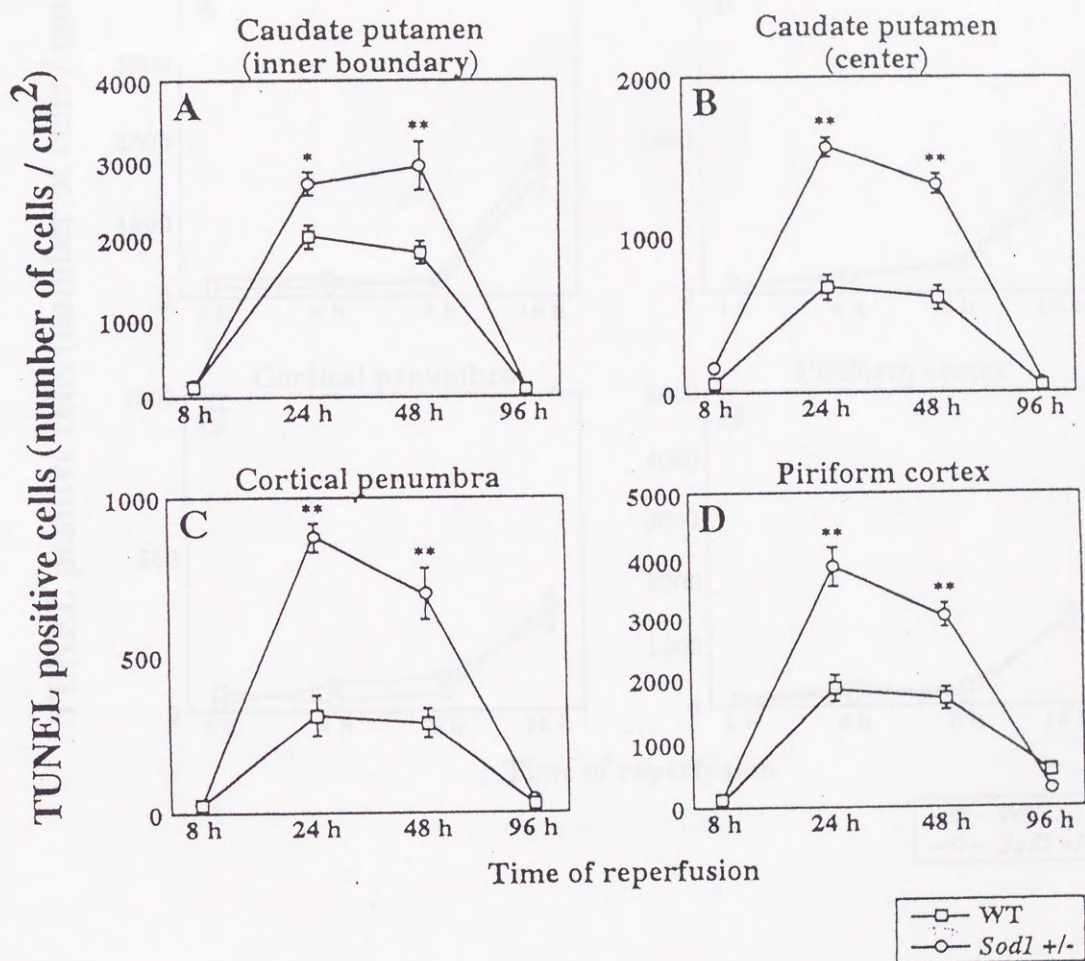 TUNEL positive cells (number of cells / cm2)
Caudate putamen
(inner boundary)
A
4000
3000
2000
1000
0
*
**
8 h 24 h 48 h 96 h
Caudate putamen
(center)
B
2000
1000
0
**
**
8 h 24 h 48 h 96 h
Cortical penumbra
C
1000
500
0
**
**
8 h 24 h 48 h 96 h
Piriform cortex
D
5000
4000
3000
2000
1000
0
**
**
8 h 24 h 48 h 96 h
Time of reperfusion
WT
Sod1 +/-